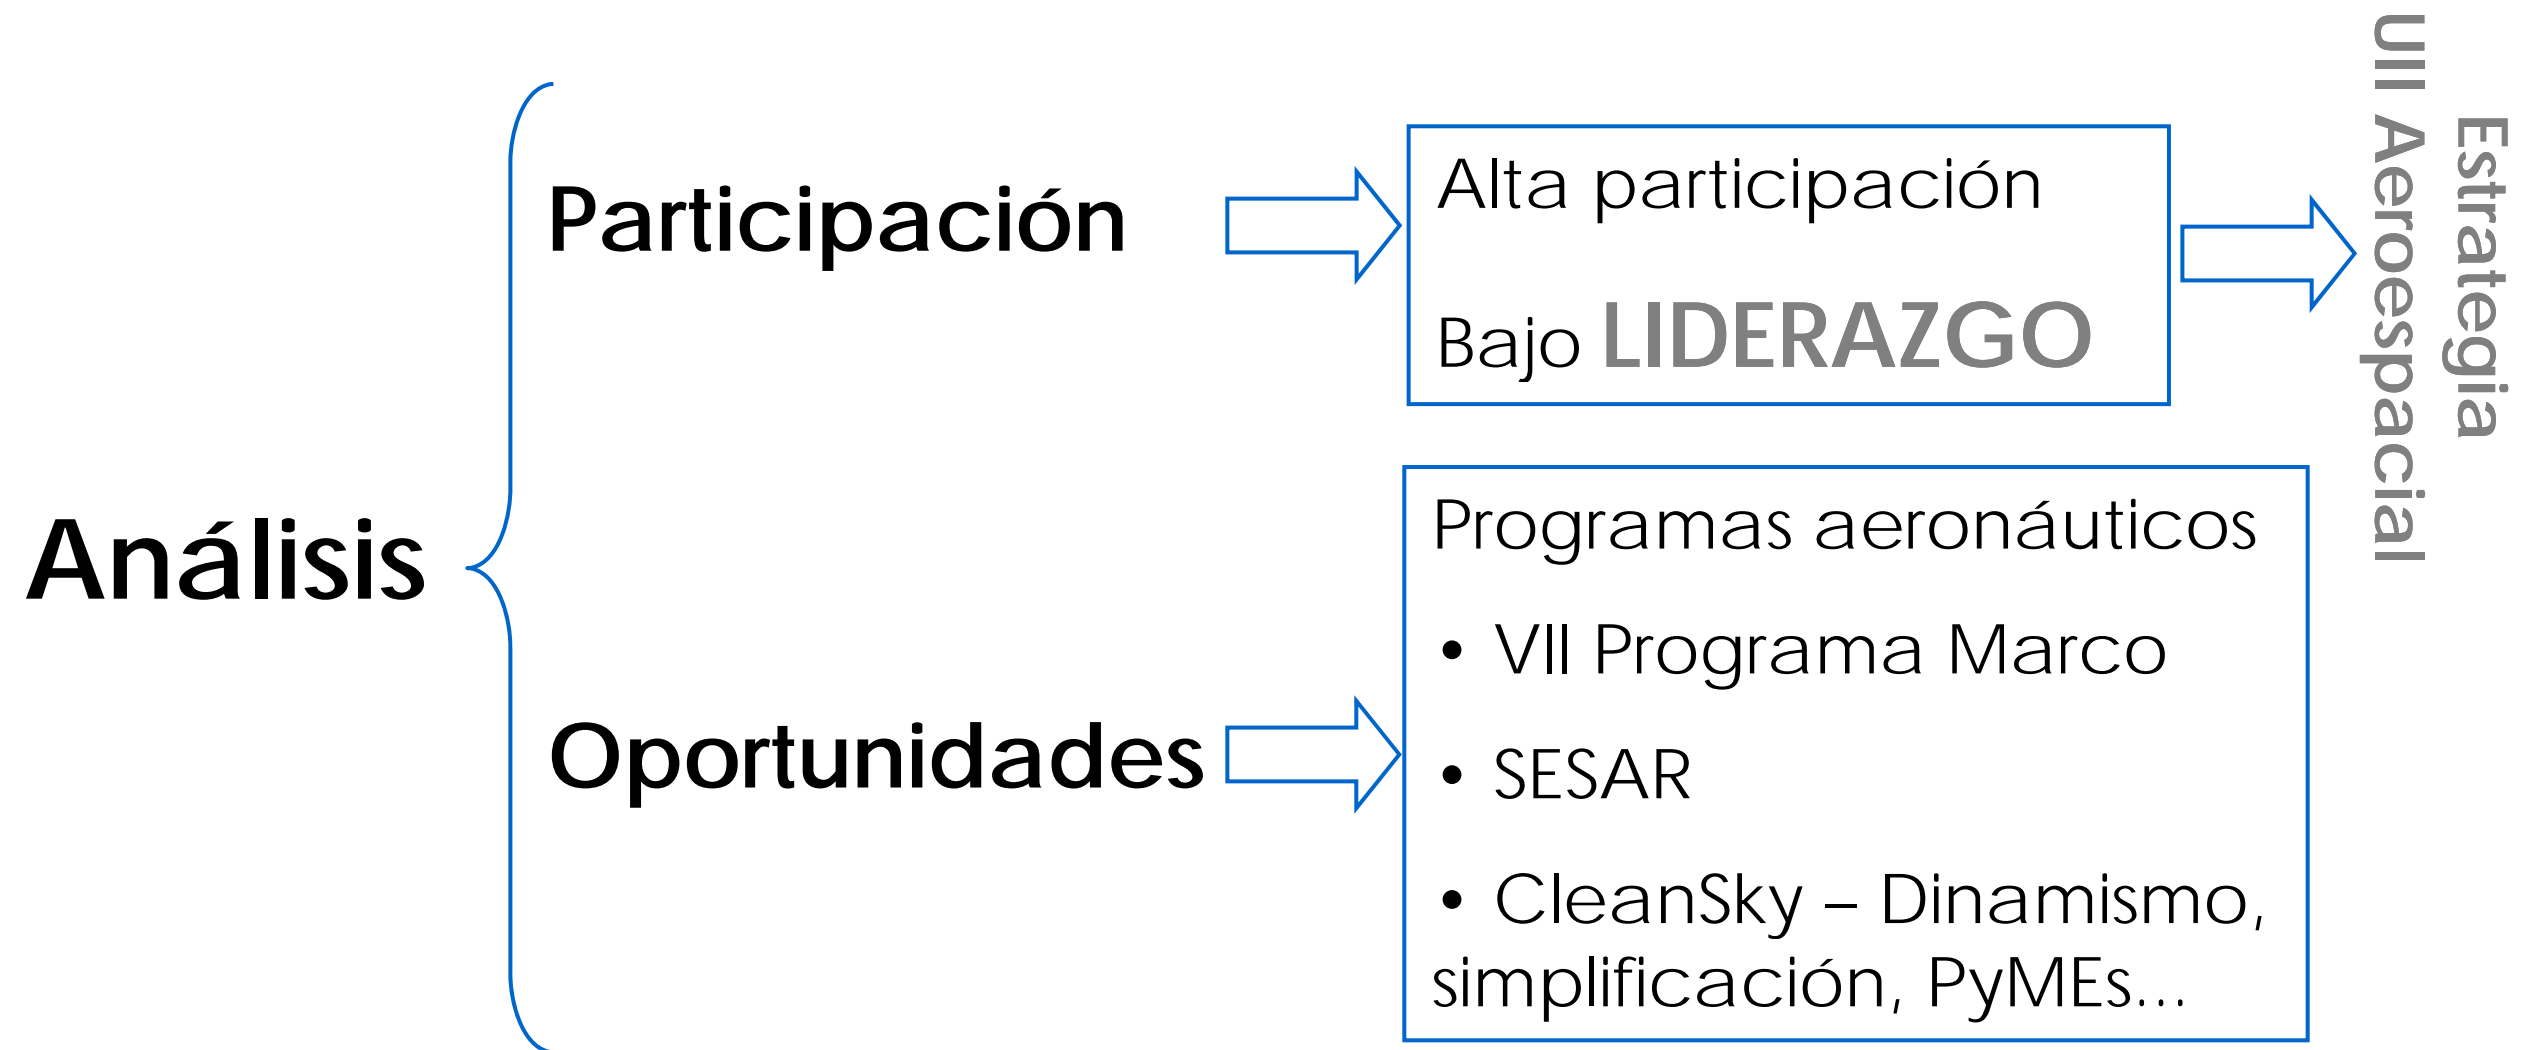 Análisis
Participación
Alta participación
Bajo LIDERAZGO
Estrategia
UIII Aeroespacial
Oportunidades
Programas aeronáuticos
• VII Programa Marco
• SESAR
• CleanSky – Dinamismo,
simplificación, PyMEs...